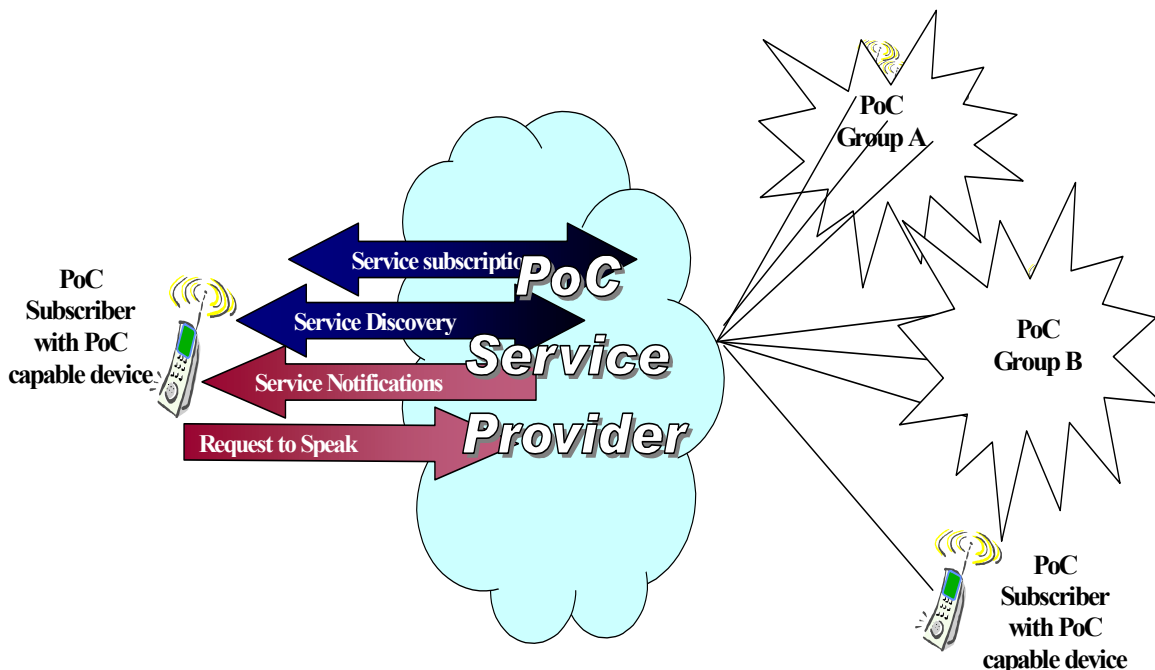 PoC
Subscriber
with PoC
capable device
Service subscription
Service Discovery
Service Notifications
Request to Speak
PoC
Service
Provider
PoC
Group A
PoC
Group B
PoC
Subscriber
with PoC
capable device